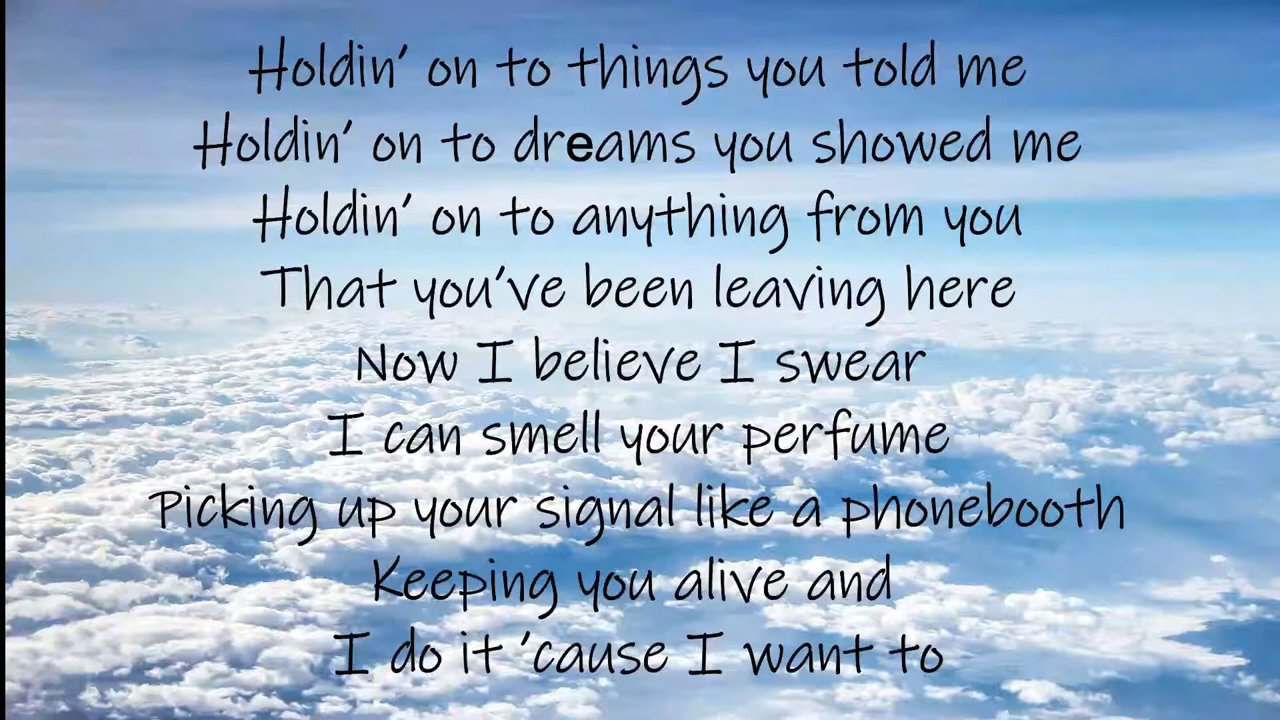 Holdin' on to things you told me
Holdin' on to dreams you showed me
Holdin' on to anything from you
That you've been leaving here
Now I believe I swear
I can smell your perfume
Picking up your signal like a phonebooth
Keeping you alive and
I do it 'cause I want to